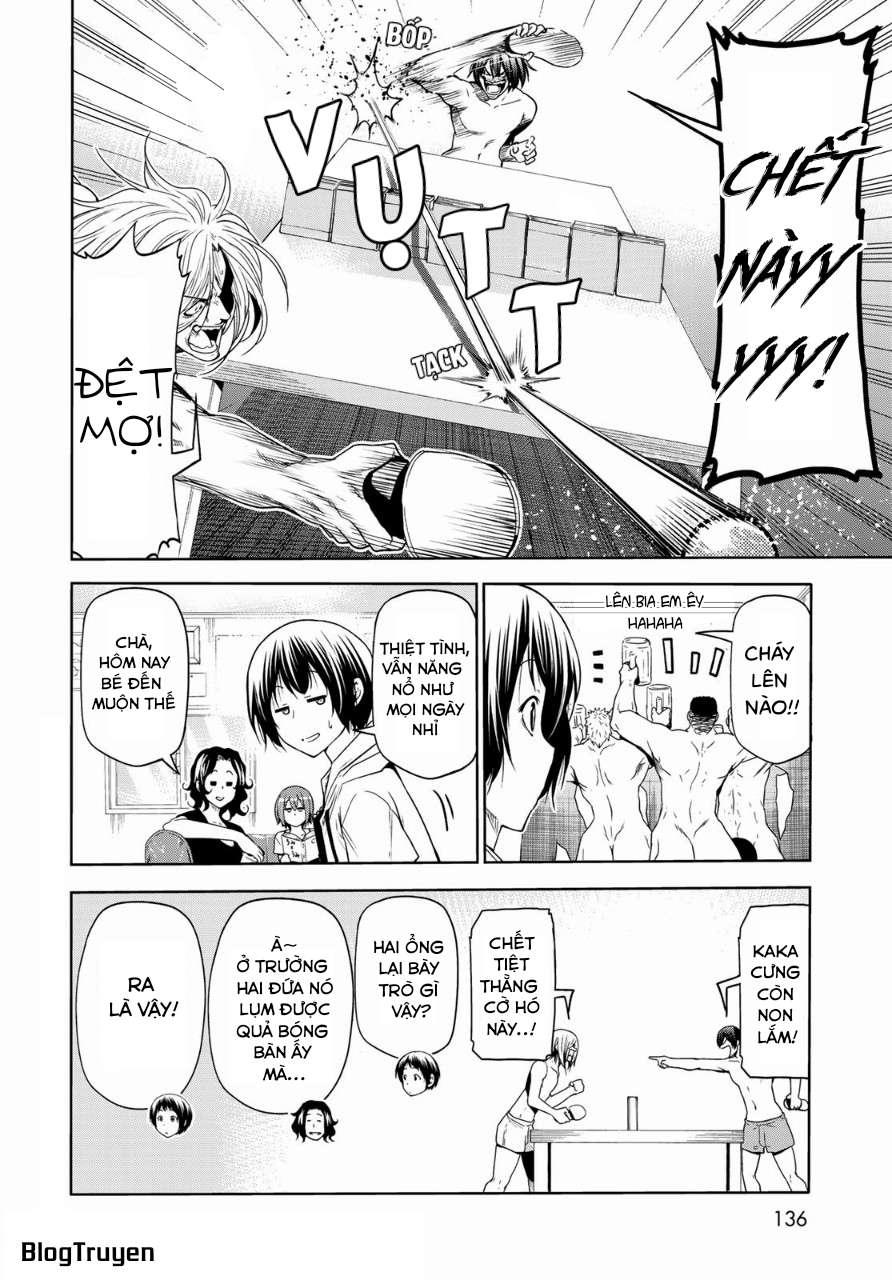 CHẾT
NÀYY
YYY!
BỐP
VỤTT
TẠCK
ĐỆT
MỢ!
LÊN BIA EM ÊY
HAHAHA
CHÁY
LÊN
NÀO!!
THIỆT TÌNH,
VẪN NĂNG
NỔ NHƯ
MỌI NGÀY
NHỈ
CHÀ,
HÔM NAY
BÉ ĐẾN
MUỘN THẾ
KAKA
CƯNG
CÒN
NON
LẮM!
CHẾT
TIỆT
THẰNG
CỜ HÓ
NÀY..!
HAI ỔNG
LẠI BÀY
TRÒ GÌ
VẬY?
À~
Ở TRƯỜNG
HAI ĐỨA NÓ
LỤM ĐƯỢC
QUẢ BÓNG
BÀN ẤY
MÀ...
RA
LÀ VẬY!
136
BlogTruyen